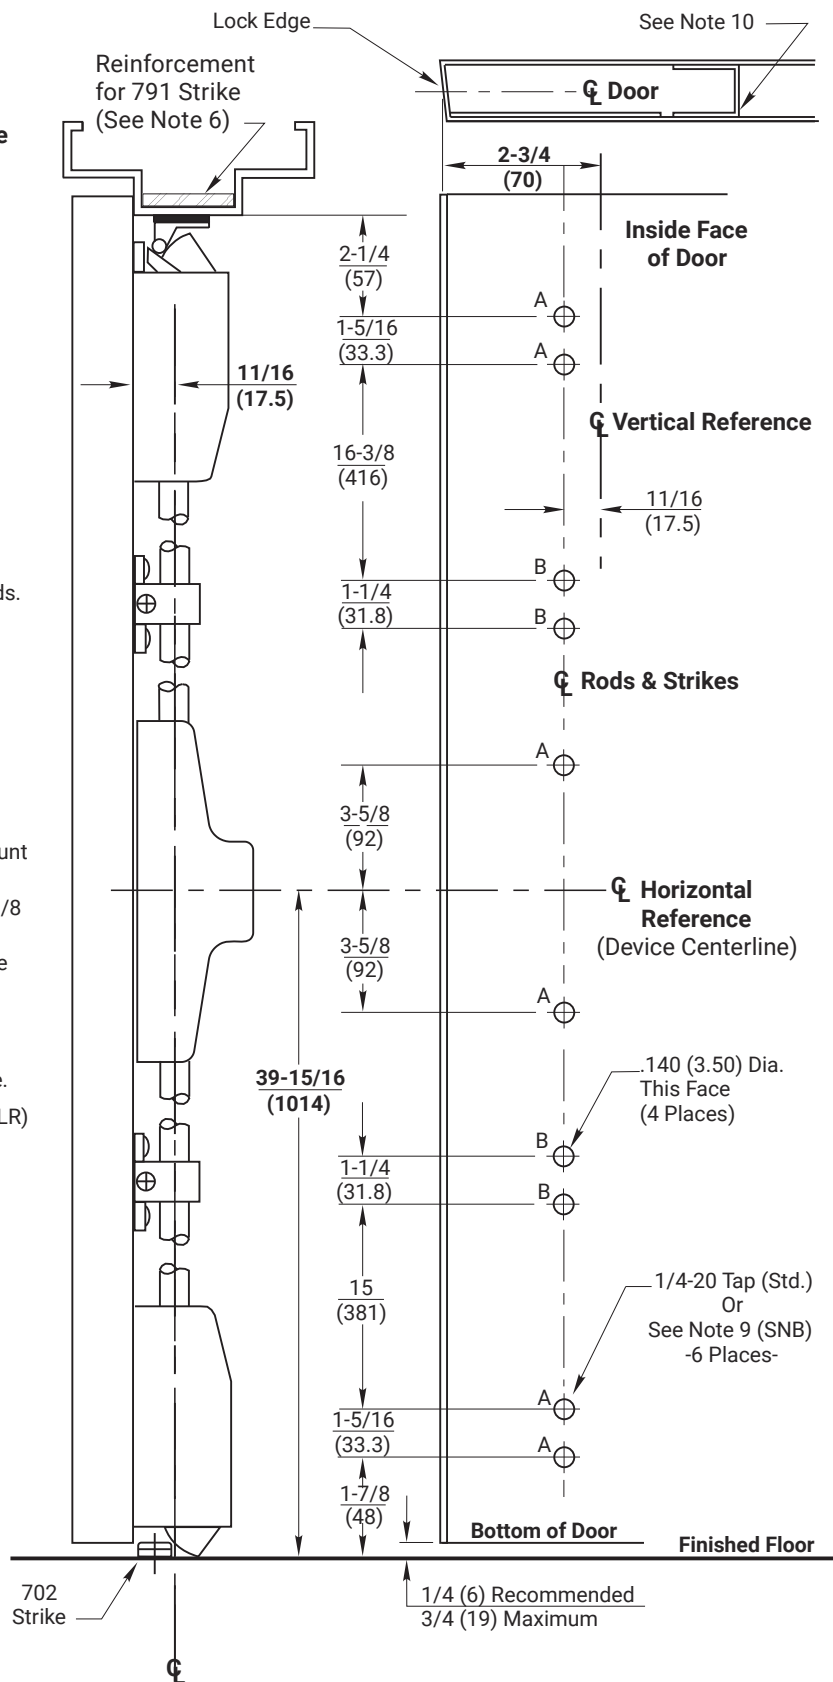 Lock Edge
See Note 10
Reinforcement
for 791 Strike
(See Note 6)
℄ Door
e
2-3/4
(70)
Inside Face
of Door
2-1/4
(57)
A
1-5/16
(33.3)
A
11/16
(17.5)
℄ Vertical Reference
16-3/8
(416)
11/16
(17.5)
B
ds.
1-1/4
(31.8)
B
℄ Rods & Strikes
A
3-5/8
(92)
unt
℄ Horizontal
Reference
(Device Centerline)
/8
3-5/8
(92)
e
A
39-15/16
(1014)
.140 (3.50) Dia.
This Face
(4 Places)
e.
LR)
B
1-1/4
(31.8)
B
15
(381)
1/4-20 Tap (Std.)
Or
See Note 9 (SNB)
-6 Places-
A
1-5/16
(33.3)
A
1-7/8
(48)
Bottom of Door
Finished Floor
702
Strike
1/4 (6) Recommended
3/4 (19) Maximum
℄